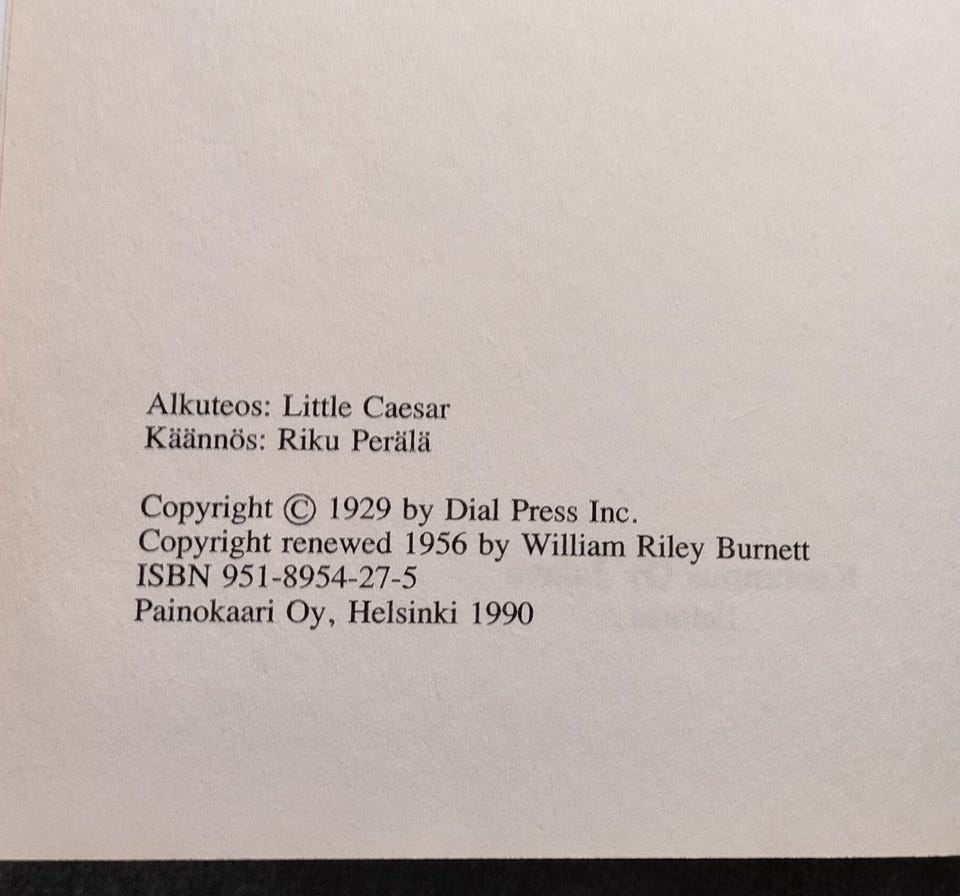 Alkuteos: Little Caesar
Käännös: Riku Perälä
Copyright © 1929 by Dial Press Inc.
Copyright renewed 1956 by William Riley Burnett
ISBN 951-8954-27-5
Painokaari Oy, Helsinki 1990